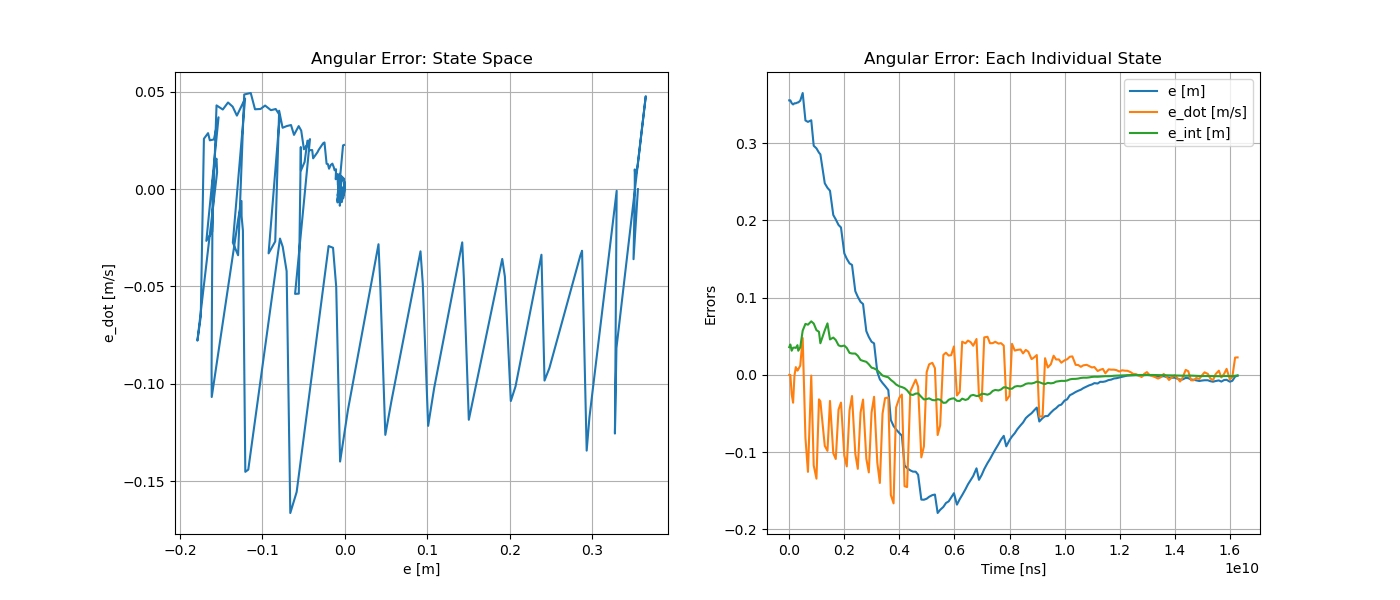 Angular Error: State Space
0.05
0.00
−0.05
−0.10
−0.15
e_dot [m/s]
−0.2
−0.1
0.0
0.1
0.2
0.3
e [m]
Angular Error: Each Individual State
e [m]
e_dot [m/s]
e_int [m]
0.3
0.2
0.1
0.0
−0.1
−0.2
Errors
0.0
0.2
0.4
0.6
0.8
1.0
1.2
1.4
1.6
1e10
Time [ns]